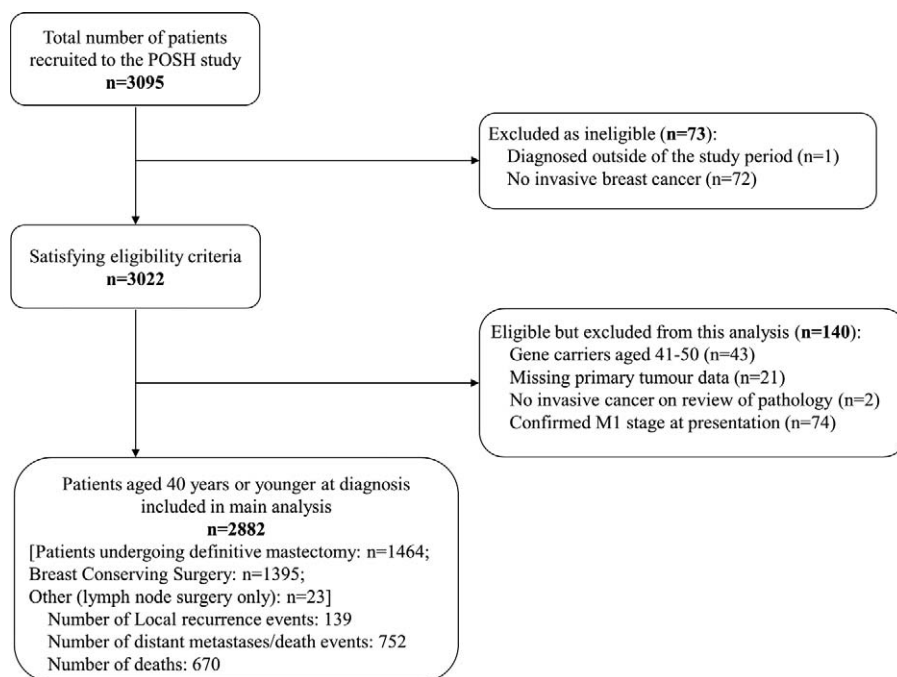 Total number of patients
recruited to the POSH study
n=3095
Excluded as ineligible (n=73):
Diagnosed outside of the study period (n=1)
No invasive breast cancer (n=72)
Satisfying eligibility criteria
n=3022
Eligible but excluded from this analysis (n=140):
Gene carriers aged 41-50 (n=43)
Missing primary tumour data (n=21)
No invasive cancer on review of pathology (n=2)
Confirmed M1 stage at presentation (n=74)
Patients aged 40 years or younger at diagnosis
included in main analysis
n=2882
[Patients undergoing definitive mastectomy: n=1464;
Breast Conserving Surgery: n=1395;
Other (lymph node surgery only): n=23]
Number of Local recurrence events: 139
Number of distant metastases/death events: 752
Number of deaths: 670